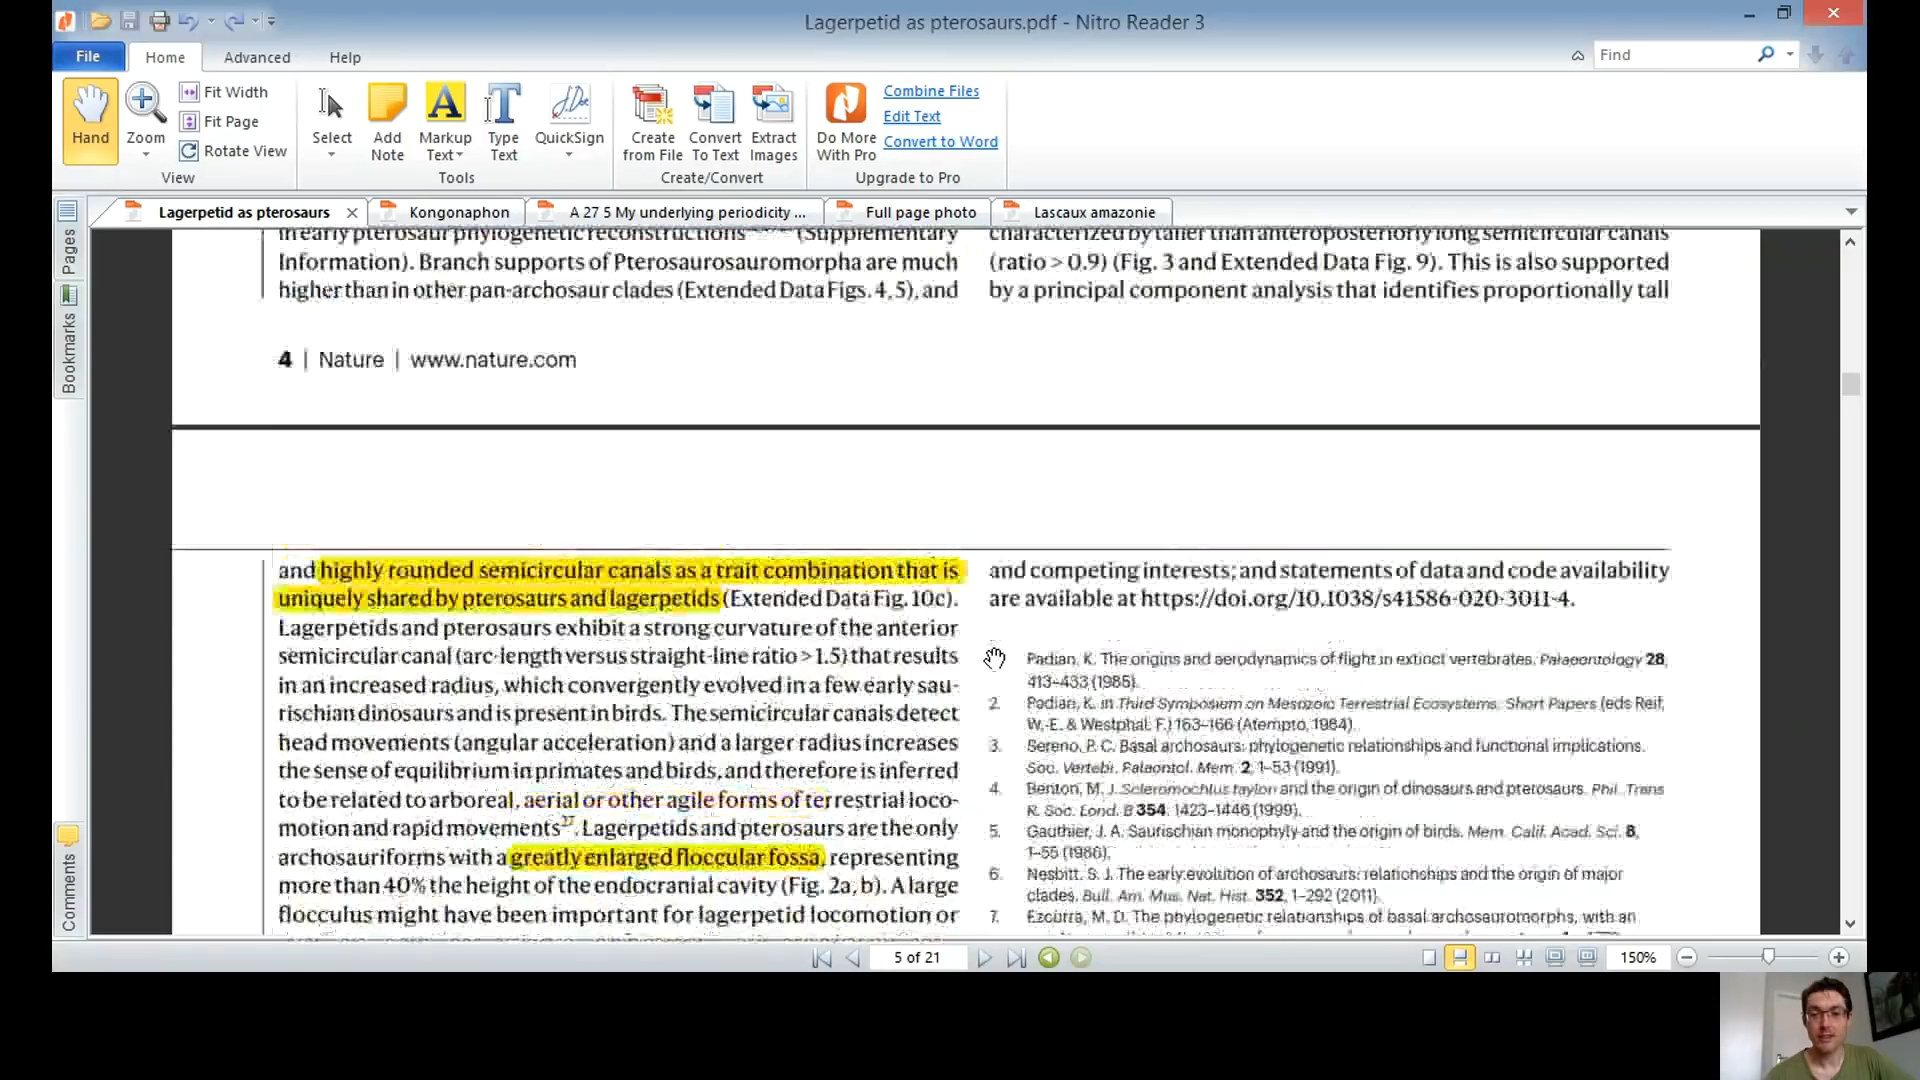 Lagerpetid as pterosaurs.pdf - Nitro Reader 3
File
Home
Advanced
Help
Find
Hand
Zoom
Fit Width
Fit Page
Rotate View
View
Select
Add Note
Markup Text
Type Text
QuickSign
Tools
Create from File
Convert To Text
Extract Images
Create/Convert
Do More With Pro
Combine Files
Edit Text
Convert to Word
Upgrade to Pro
Lagerpetid as pterosaurs
Kongonaphon
A 27 5 My underlying periodicity ...
Full page photo
Lascaux amazonie
Pages
Bookmarks
Comments
in early pterosaur phylogenetic reconstructions (Supplementary
Information). Branch supports of Pterosaurosauromorpha are much
higher than in other pan-archosaur clades (Extended Data Figs. 4, 5), and
characterized by taller than anteroposteriorly long semicircular canals
(ratio > 0.9) (Fig. 3 and Extended Data Fig. 9). This is also supported
by a principal component analysis that identifies proportionally tall
4 | Nature | www.nature.com
and highly rounded semicircular canals as a trait combination that is
uniquely shared by pterosaurs and lagerpetids (Extended Data Fig. 10c).
Lagerpetids and pterosaurs exhibit a strong curvature of the anterior
semicircular canal (arc-length versus straight-line ratio > 1.5) that results
in an increased radius, which convergently evolved in a few early sau-
rischian dinosaurs and is present in birds. The semicircular canals detect
head movements (angular acceleration) and a larger radius increases
the sense of equilibrium in primates and birds, and therefore is inferred
to be related to arboreal, aerial or other agile forms of terrestrial loco-
motion and rapid movements27. Lagerpetids and pterosaurs are the only
archosauriforms with a greatly enlarged floccular fossa, representing
more than 40% the height of the endocranial cavity (Fig. 2a, b). A large
flocculus might have been important for lagerpetid locomotion or
and competing interests; and statements of data and code availability
are available at https://doi.org/10.1038/s41586-020-3011-4.
Padian, K. The origins and aerodynamics of flight in extinct vertebrates. Palaeontology 28,
413–433 (1985).
2. Padian, K. in Third Symposium on Mesozoic Terrestrial Ecosystems, Short Papers (eds Reif,
W.-E. & Westphal, F.) 163–166 (Atempto, 1984).
3. Sereno, P. C. Basal archosaurs: phylogenetic relationships and functional implications.
Soc. Vertebr. Paleontol. Mem. 2, 1–53 (1991).
4. Benton, M. J. Scleromochlus taylori and the origin of dinosaurs and pterosaurs. Phil. Trans
R. Soc. Lond. B 354, 1423–1446 (1999).
5. Gauthier, J. A. Saurischian monophyly and the origin of birds. Mem. Calif. Acad. Sci. 8,
1–55 (1986).
6. Nesbitt, S. J. The early evolution of archosaurs: relationships and the origin of major
clades. Bull. Am. Mus. Nat. Hist. 352, 1–292 (2011).
7. Ezcurra, M. D. The phylogenetic relationships of basal archosauromorphs, with an
5 of 21
150%